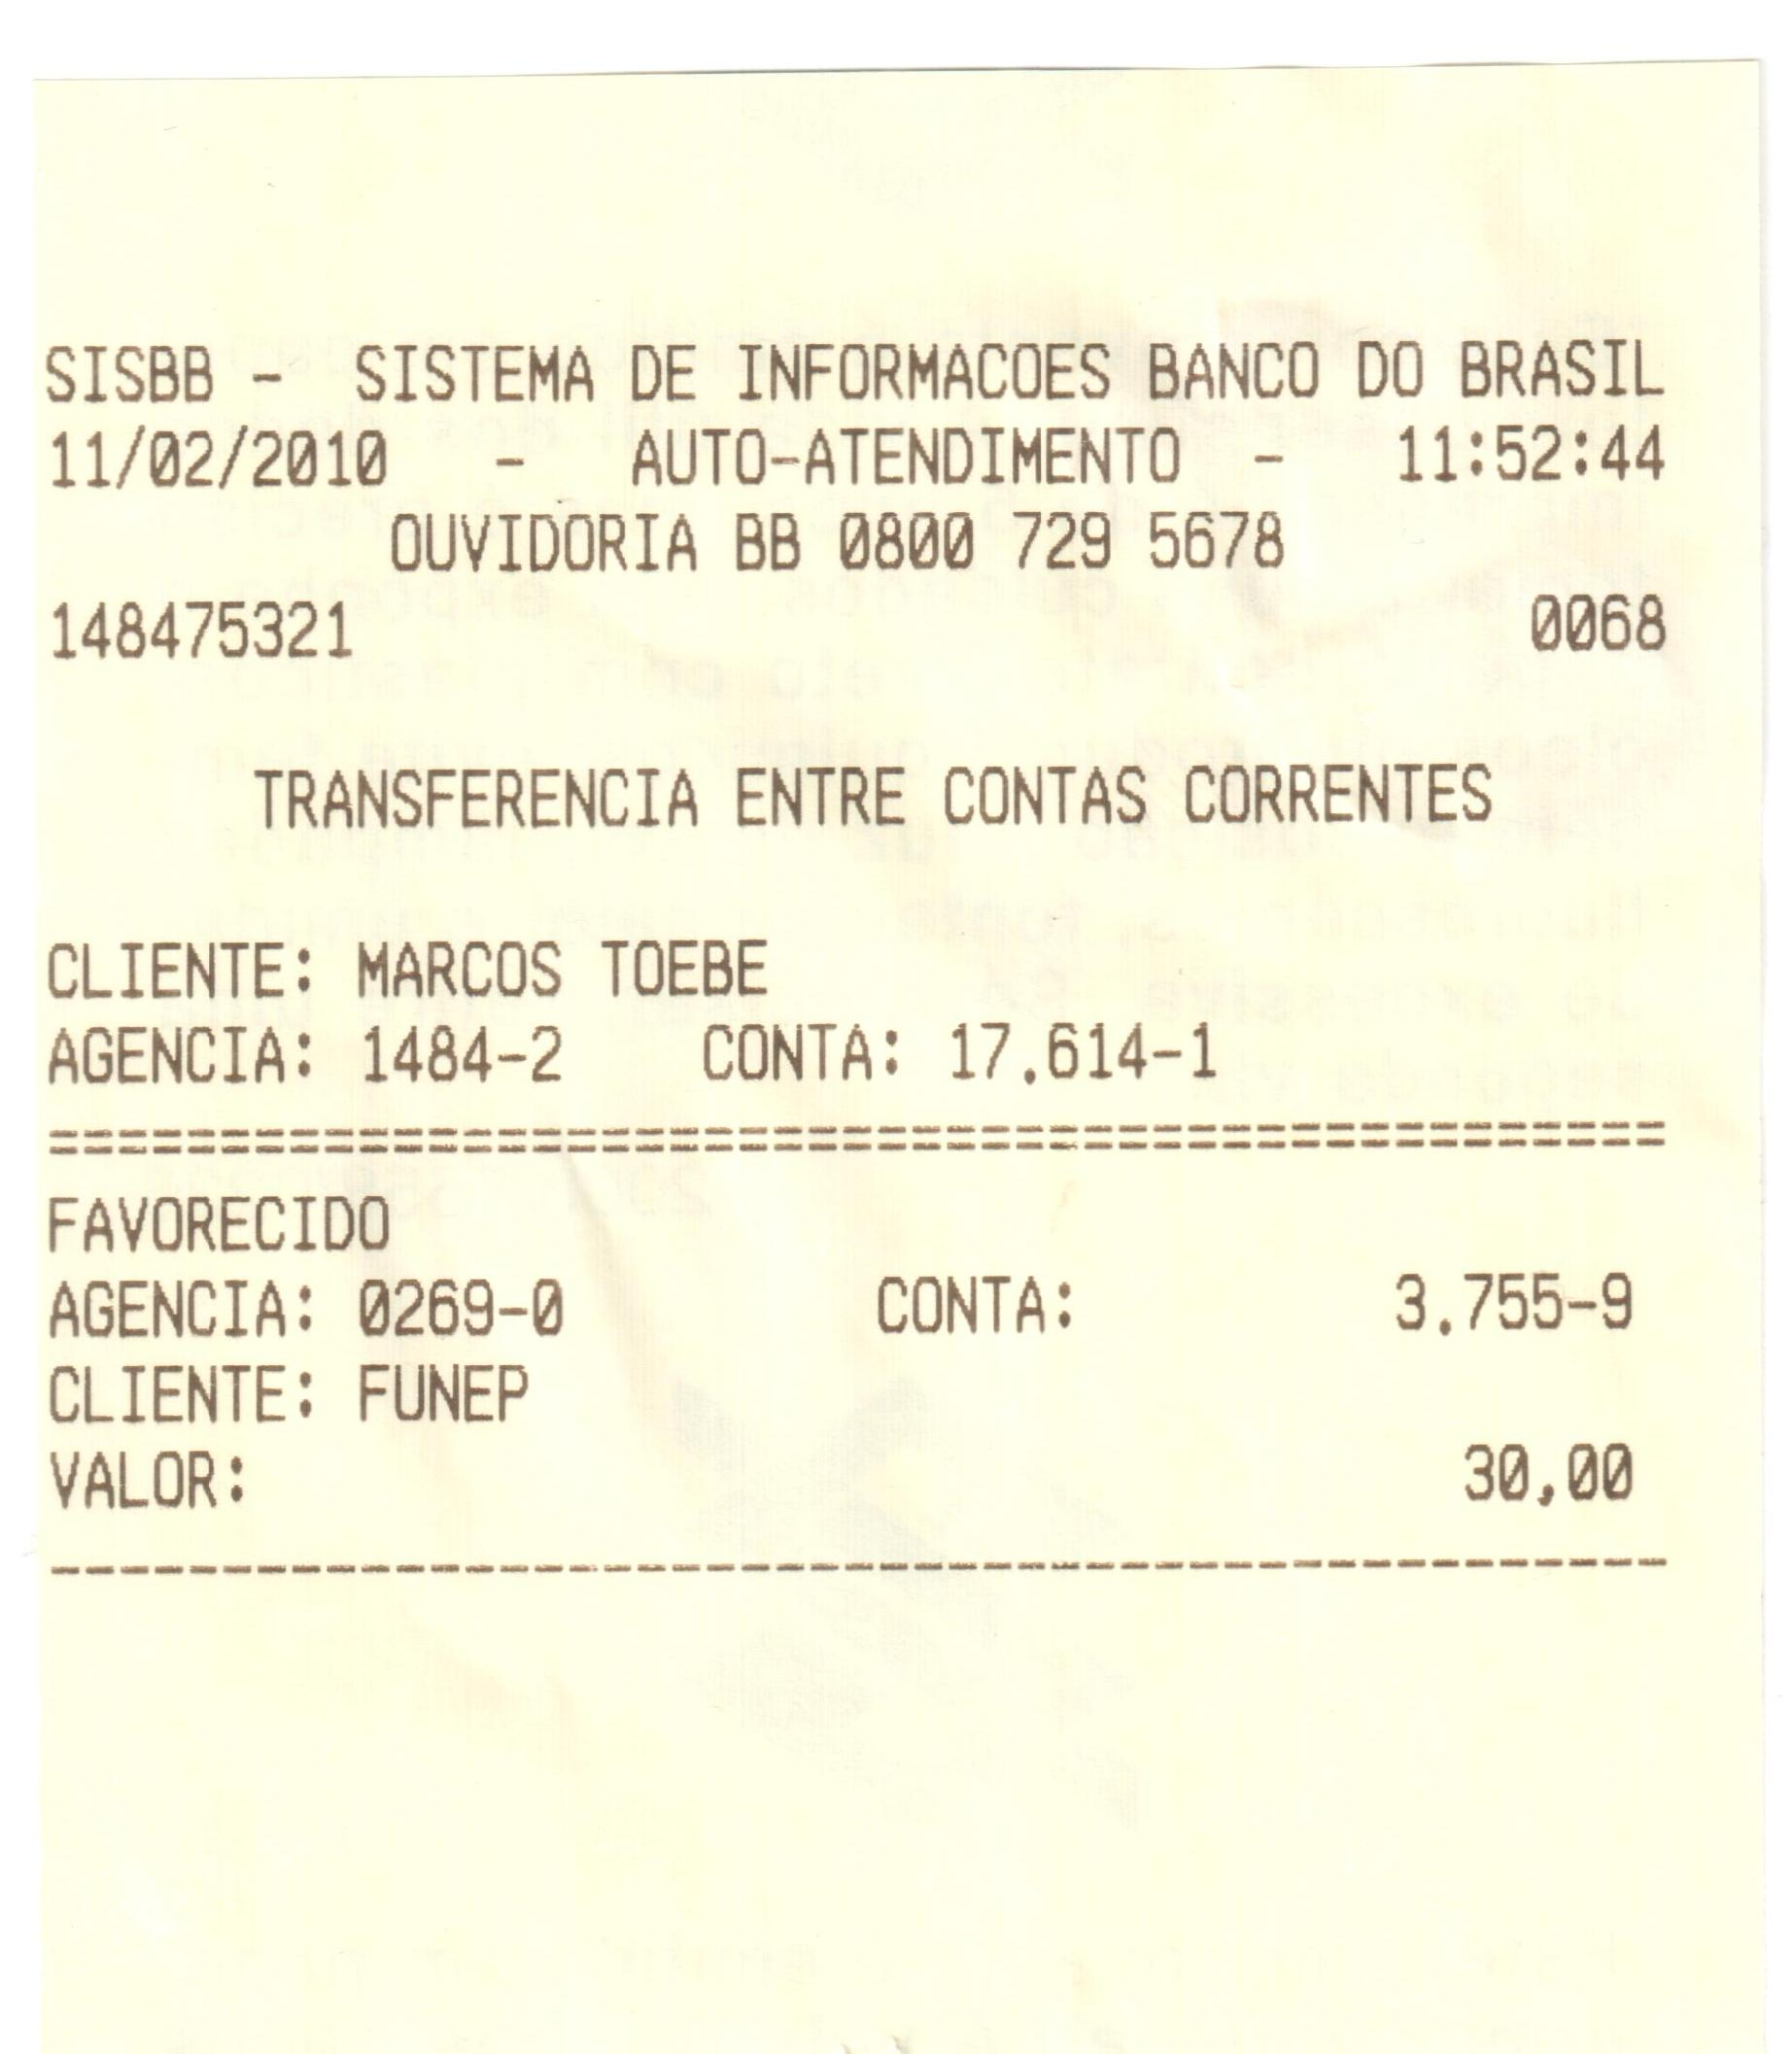 SISBB - SISTEMA DE INFORMACOES BANCO DO BRASIL
11/02/2010 - AUTO-ATENDIMENTO - 11:52:44
OUVIDORIA BB 0800 729 5678
148475321 0068
TRANSFERENCIA ENTRE CONTAS CORRENTES
CLIENTE: MARCOS TOEBE
AGENCIA: 1484-2 CONTA: 17.614-1
===============================================
FAVORECIDO
AGENCIA: 0269-0 CONTA: 3.755-9
CLIENTE: FUNEP
VALOR: 30,00
-----------------------------------------------